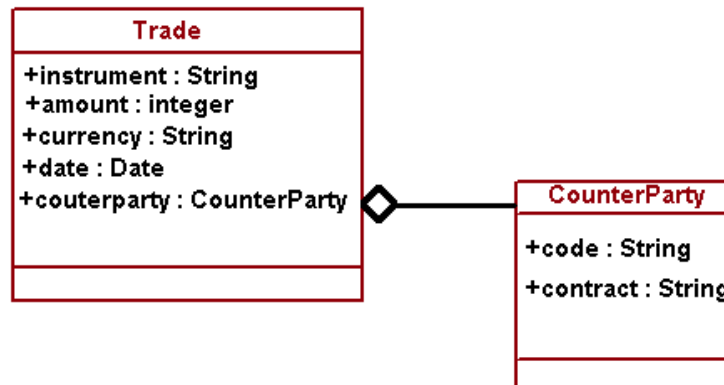 Trade
+instrument : String
+amount : integer
+currency : String
+date : Date
+couterparty : CounterParty
CounterParty
+code : String
+contract : String